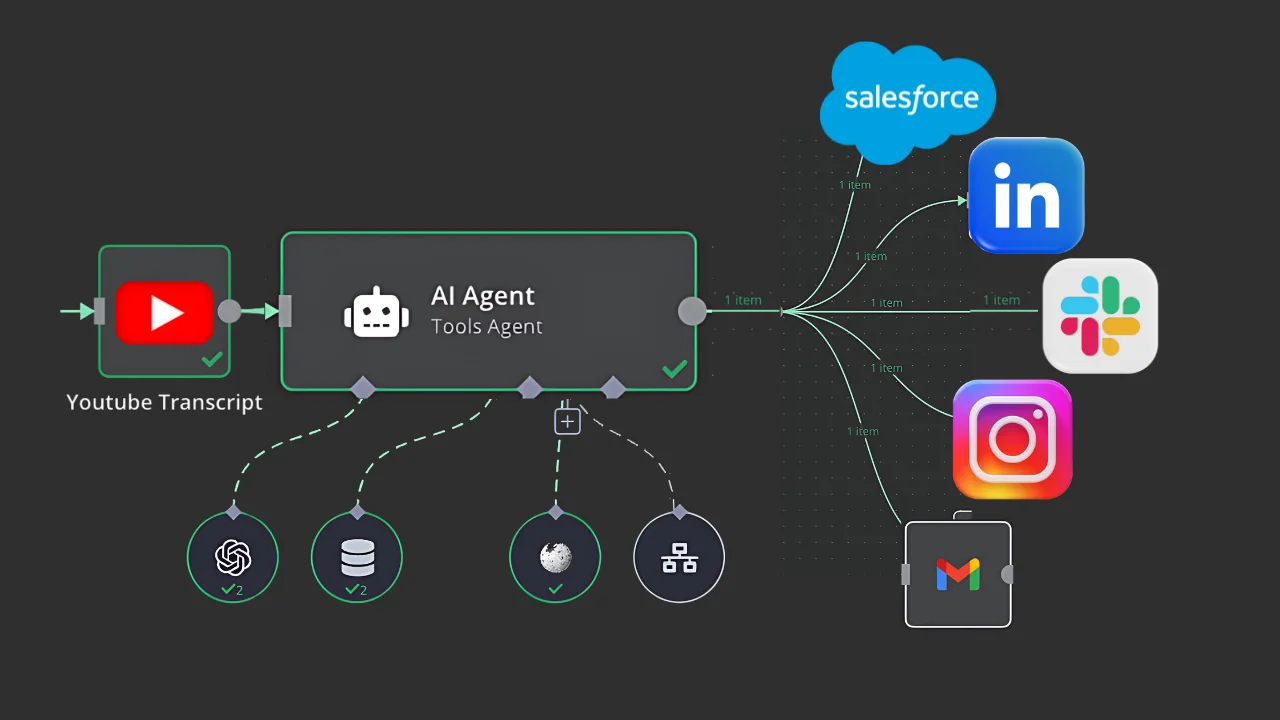 salesforce
1 item
in
1 item
AI Agent
Tools Agent
1 item
1 item
1 item
Youtube Transcript
1 item
1 item
2
2